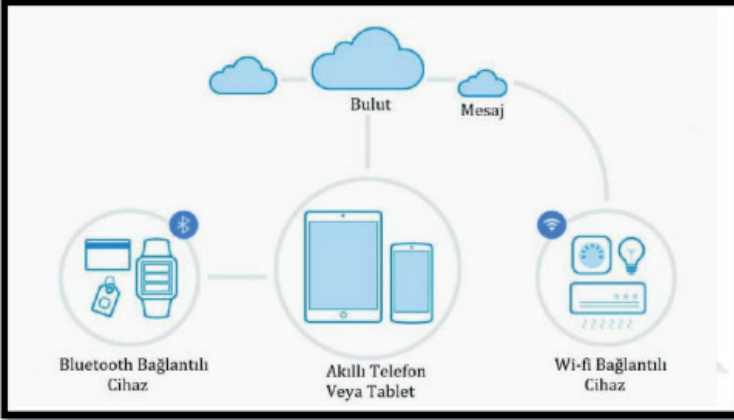 Bulut
Mesaj
Bluetooth Bağlantılı
Cihaz
Akıllı Telefon
Veya Tablet
Wi-fi Bağlantılı
Cihaz